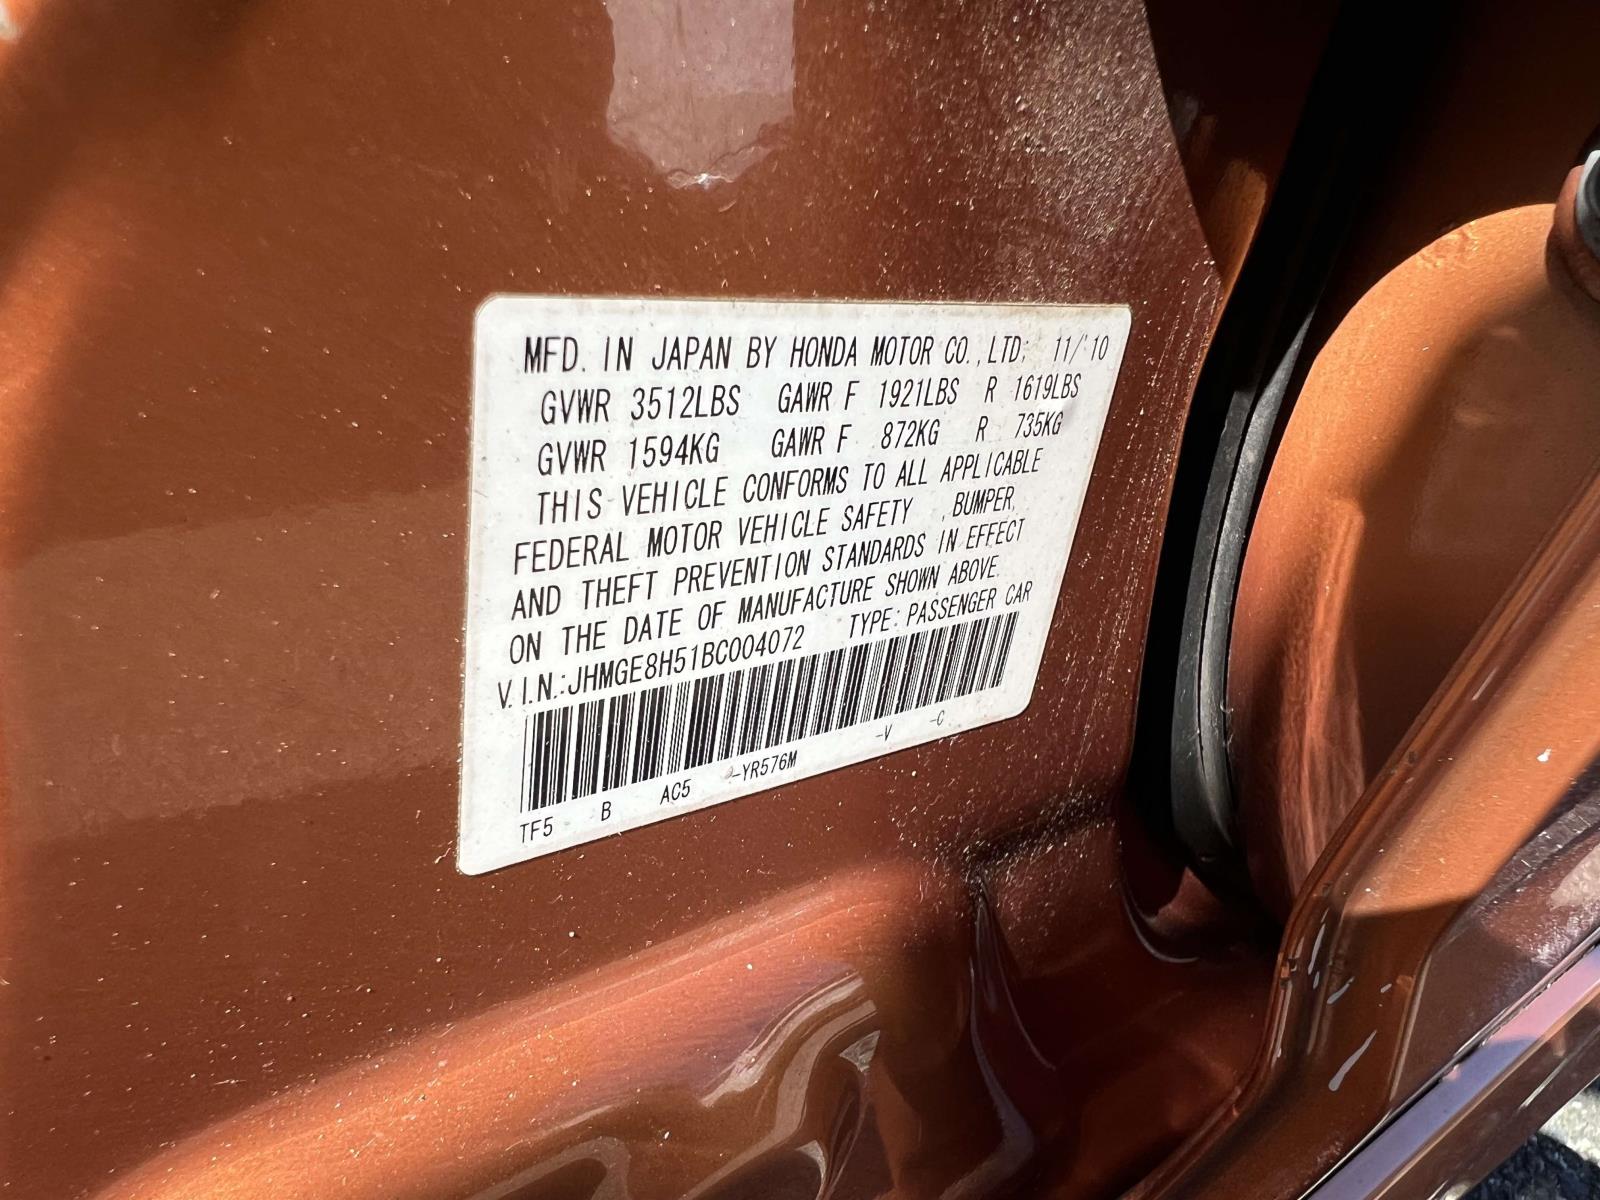 MFD. IN JAPAN BY HONDA MOTOR CO., LTD. 11/'10
GVWR 3512LBS GAWR F 1921LBS R 1619LBS
GVWR 1594KG GAWR F 872KG R 735KG
THIS VEHICLE CONFORMS TO ALL APPLICABLE
FEDERAL MOTOR VEHICLE SAFETY , BUMPER,
AND THEFT PREVENTION STANDARDS IN EFFECT
ON THE DATE OF MANUFACTURE SHOWN ABOVE.
V.I.N.:JHMGE8H51BC004072 TYPE: PASSENGER CAR
TF5 B AC5 -YR576M -V -C